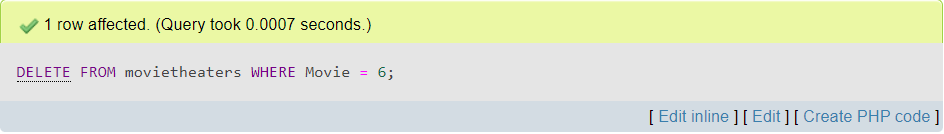 1 row affected. (Query took 0.0007 seconds.)
DELETE FROM movietheaters WHERE Movie = 6;
[ Edit inline ] [ Edit ] [ Create PHP code ]